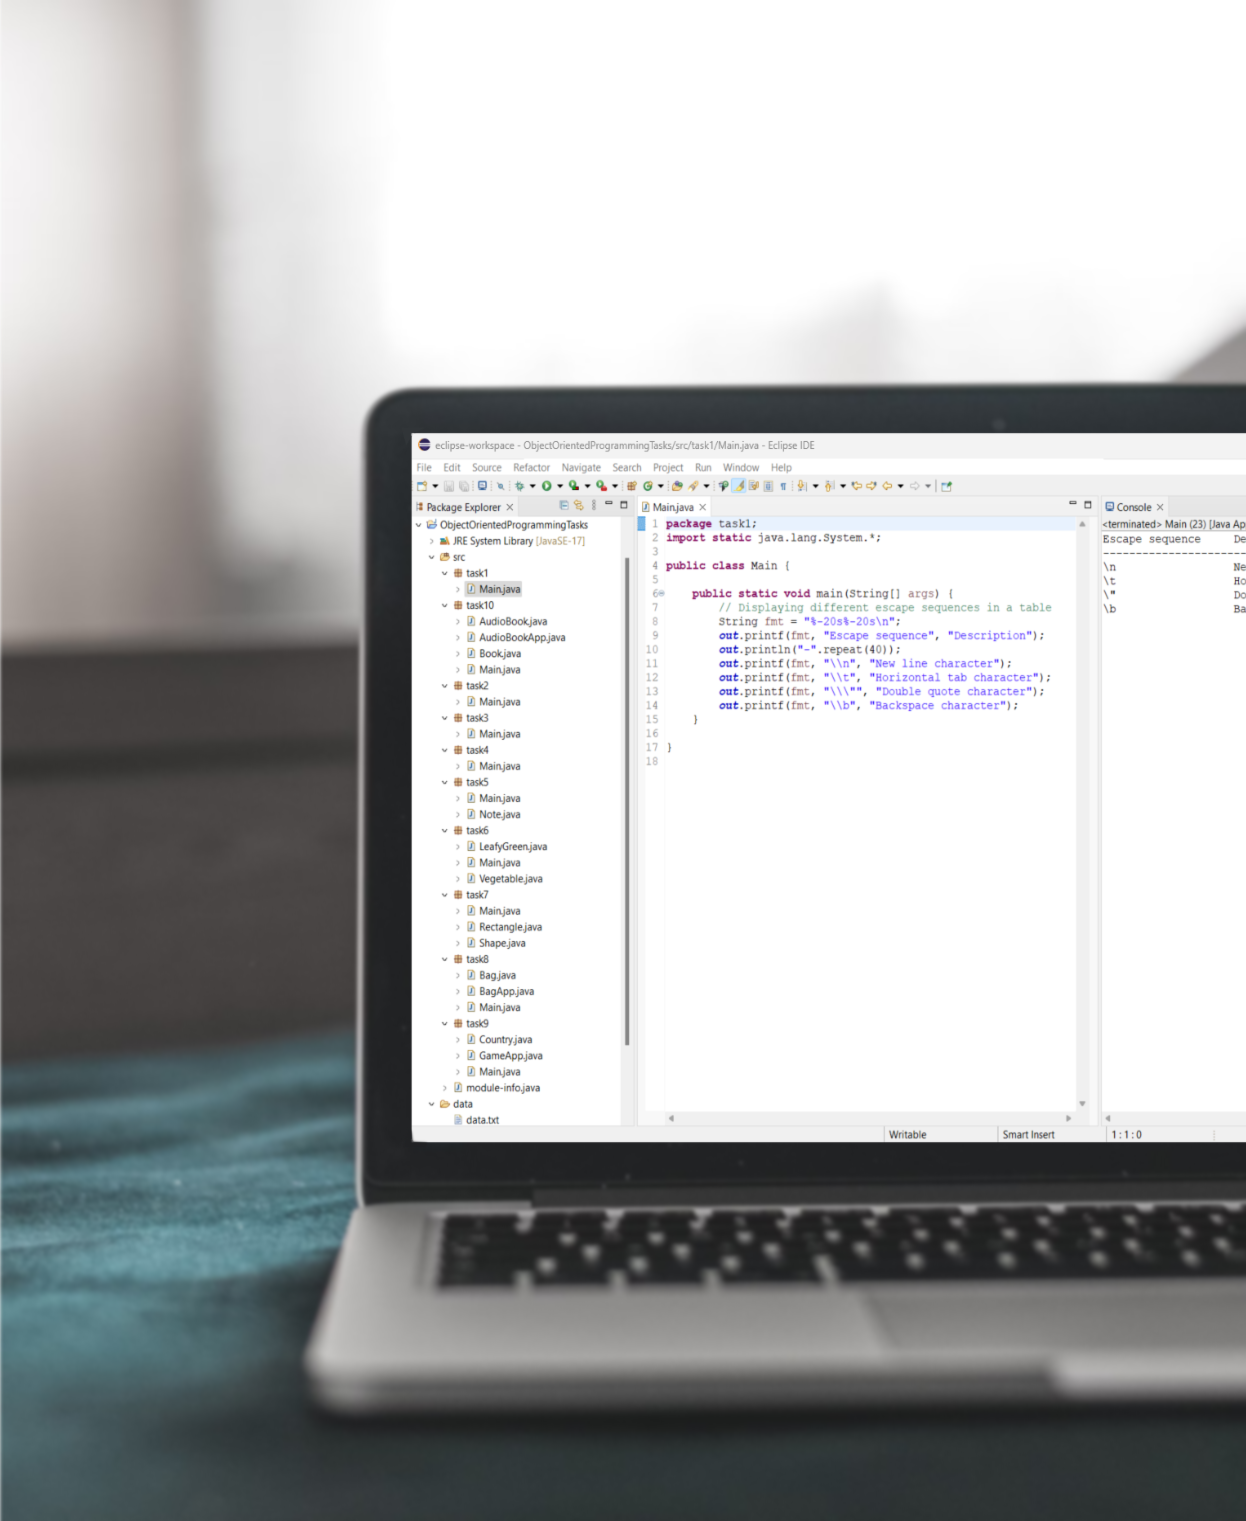 eclipse-workspace - ObjectOrientedProgrammingTasks/src/task1/Main.java - Eclipse IDE
File Edit Source Refactor Navigate Search Project Run Window Help
Package Explorer
ObjectOrientedProgrammingTasks
JRE System Library [JavaSE-17]
src
task1
Main.java
task10
AudioBook.java
AudioBookApp.java
Book.java
Main.java
task2
Main.java
task3
Main.java
task4
Main.java
task5
Main.java
Note.java
task6
LeafyGreen.java
Main.java
Vegetable.java
task7
Main.java
Rectangle.java
Shape.java
task8
Bag.java
BagApp.java
Main.java
task9
Country.java
GameApp.java
Main.java
module-info.java
data
data.txt
Main.java
1 package task1;
2 import static java.lang.System.*;
3
4 public class Main {
5
6 public static void main(String[] args) {
7 // Displaying different escape sequences in a table
8 String fmt = "%-20s%-20s\n";
9 out.printf(fmt, "Escape sequence", "Description");
10 out.println("-".repeat(40));
11 out.printf(fmt, "\\n", "New line character");
12 out.printf(fmt, "\\t", "Horizontal tab character");
13 out.printf(fmt, "\\\"", "Double quote character");
14 out.printf(fmt, "\\b", "Backspace character");
15 }
16
17 }
18
Console
<terminated> Main (23) [Java Ap
Escape sequence De
----------------------
\n Ne
\t Ho
\" Do
\b Ba
Writable Smart Insert 1 : 1 : 0